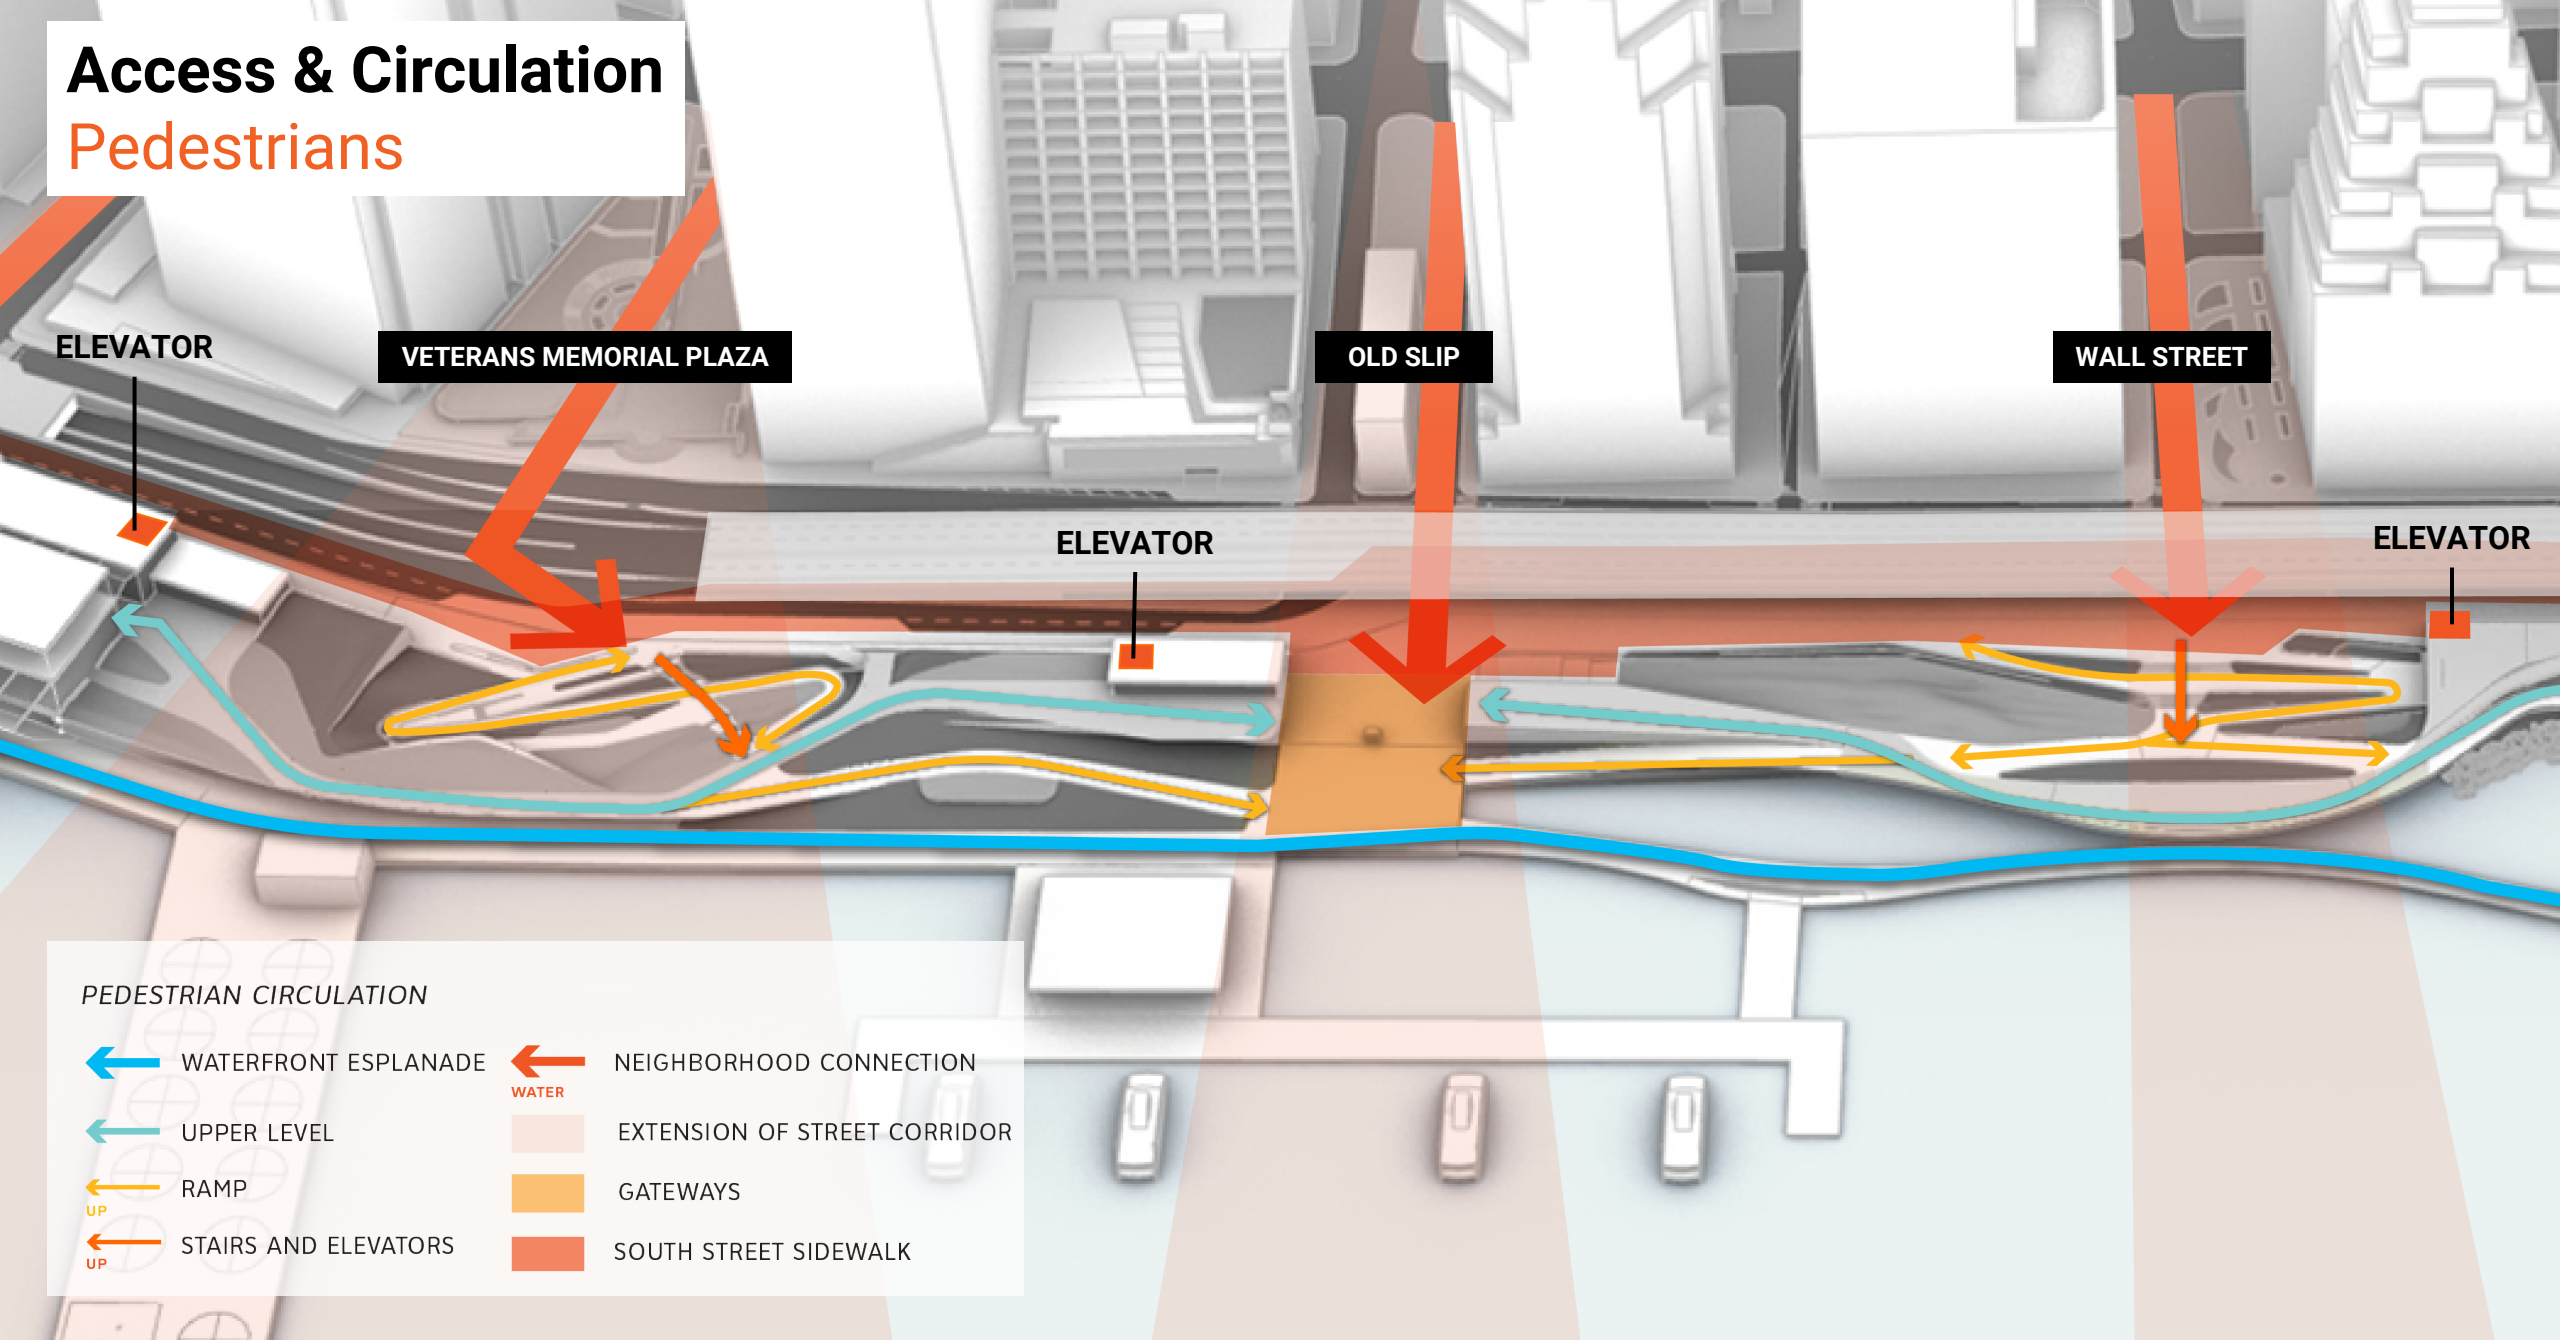 Access & Circulation
Pedestrians
ELEVATOR
VETERANS MEMORIAL PLAZA
OLD SLIP
WALL STREET
ELEVATOR
ELEVATOR
PEDESTRIAN CIRCULATION
WATERFRONT ESPLANADE
UPPER LEVEL
RAMP
UP
STAIRS AND ELEVATORS
UP
NEIGHBORHOOD CONNECTION
WATER
EXTENSION OF STREET CORRIDOR
GATEWAYS
SOUTH STREET SIDEWALK